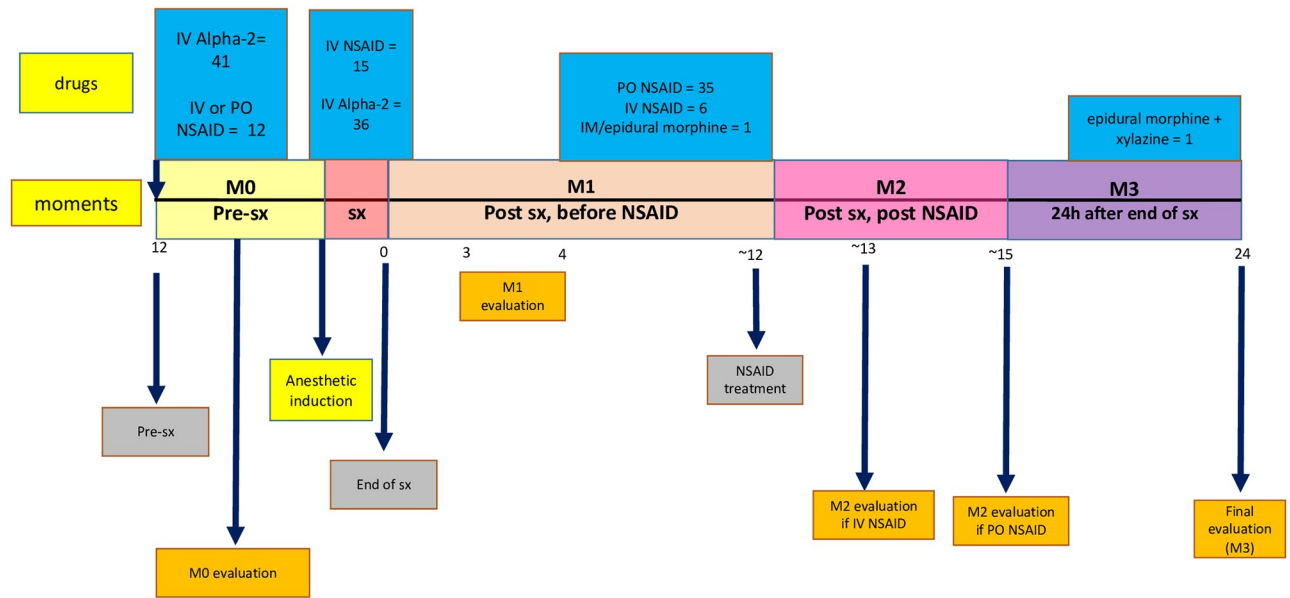 drugs
IV Alpha-2=
41
IV or PO
NSAID = 12
IV NSAID =
15
IV Alpha-2 =
36
PO NSAID = 35
IV NSAID = 6
IM/epidural morphine = 1
epidural morphine +
xylazine = 1
moments
M0
Pre-sx
sx
M1
Post sx, before NSAID
M2
Post sx, post NSAID
M3
24h after end of sx
12
0
3
4
~12
~13
~15
24
M1
evaluation
Anesthetic
induction
NSAID
treatment
Pre-sx
End of sx
M2 evaluation
if IV NSAID
M2 evaluation
if PO NSAID
Final
evaluation
(M3)
M0 evaluation